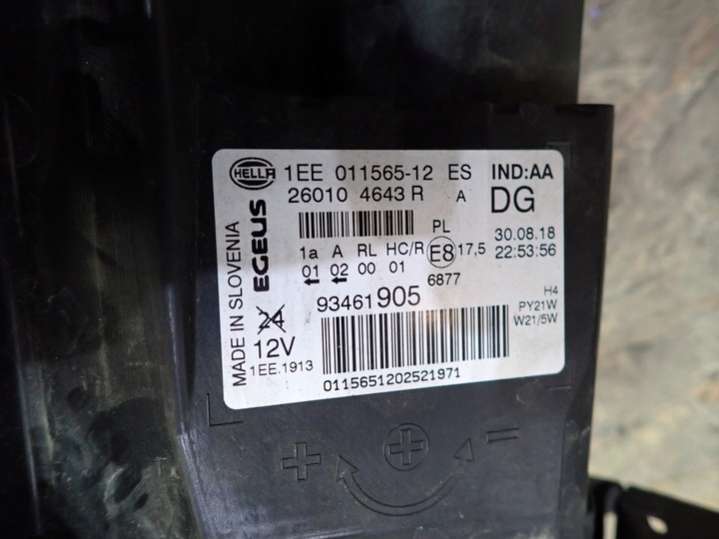 HELLA 1EE 011565-12 ES IND:AA
26010 4643 R A DG
PL 30.08.18
22:53:56
1a A RL HC/R E8 17,5
01 02 00 01 6877
93461905
H4
PY21W
W21/5W
MADE IN SLOVENIA
EGEUS
24
12V
1EE.1913
0115651202521971